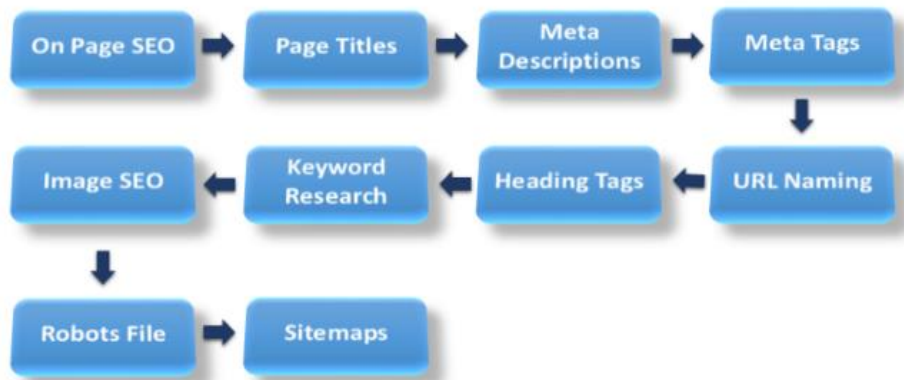 On Page SEO
Page Titles
Meta
Descriptions
Meta Tags
URL Naming
Heading Tags
Keyword
Research
Image SEO
Robots File
Sitemaps